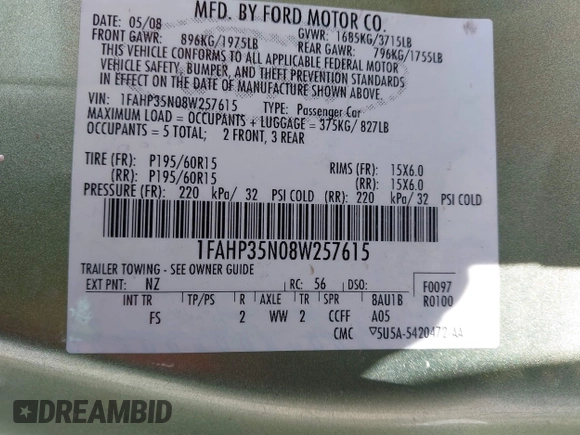 MFD. BY FORD MOTOR CO.
DATE: 05/08 GVWR: 1685KG/3715LB
FRONT GAWR: 896KG/1975LB REAR GAWR: 796KG/1755LB
THIS VEHICLE CONFORMS TO ALL APPLICABLE FEDERAL MOTOR
VEHICLE SAFETY, BUMPER, AND THEFT PREVENTION STANDARDS
IN EFFECT ON THE DATE OF MANUFACTURE SHOWN ABOVE.
VIN: 1FAHP35N08W257615 TYPE: Passenger Car
MAXIMUM LOAD = OCCUPANTS + LUGGAGE = 375KG/827LB
OCCUPANTS = 5 TOTAL; 2 FRONT, 3 REAR
TIRE (FR): P195/60R15 RIMS (FR): 15X6.0
(RR): P195/60R15 (RR): 15X6.0
PRESSURE (FR): 220 kPa/ 32 PSI COLD (RR): 220 kPa/ 32 PSI COLD
1FAHP35N08W257615
TRAILER TOWING - SEE OWNER GUIDE
EXT PNT: NZ RC: 56 DSO: F0097
INT TR TP/PS R AXLE TR SPR 8AU1B R0100
FS 2 WW 2 CCFF A05
CMC ▽5U5A-5420472-AA
DREAMBID